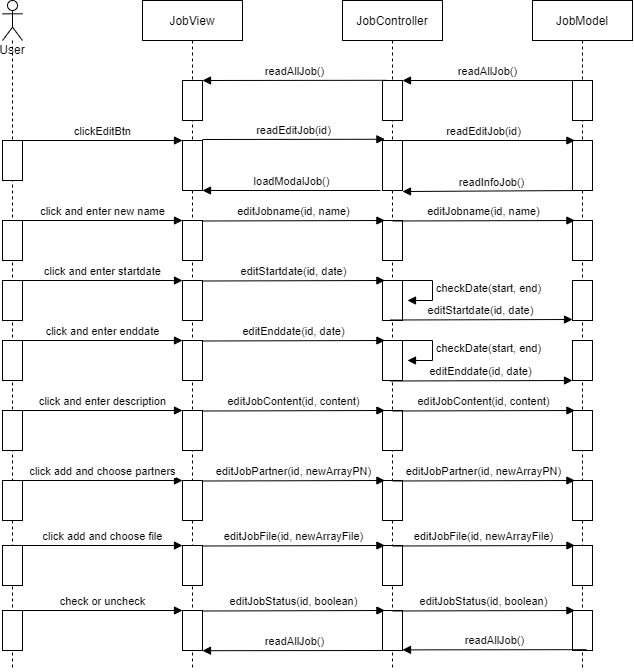 JobView
JobController
JobModel
User
readAllJob()
readAllJob()
clickEditBtn
readEditJob(id)
readEditJob(id)
loadModalJob()
readInfoJob()
click and enter new name
editJobname(id, name)
editJobname(id, name)
click and enter startdate
editStartdate(id, date)
checkDate(start, end)
editStartdate(id, date)
click and enter enddate
editEnddate(id, date)
checkDate(start, end)
editEnddate(id, date)
click and enter description
editJobContent(id, content)
editJobContent(id, content)
click add and choose partners
editJobPartner(id, newArrayPN)
editJobPartner(id, newArrayPN)
click add and choose file
editJobFile(id, newArrayFile)
editJobFile(id, newArrayFile)
check or uncheck
editJobStatus(id, boolean)
editJobStatus(id, boolean)
readAllJob()
readAllJob()